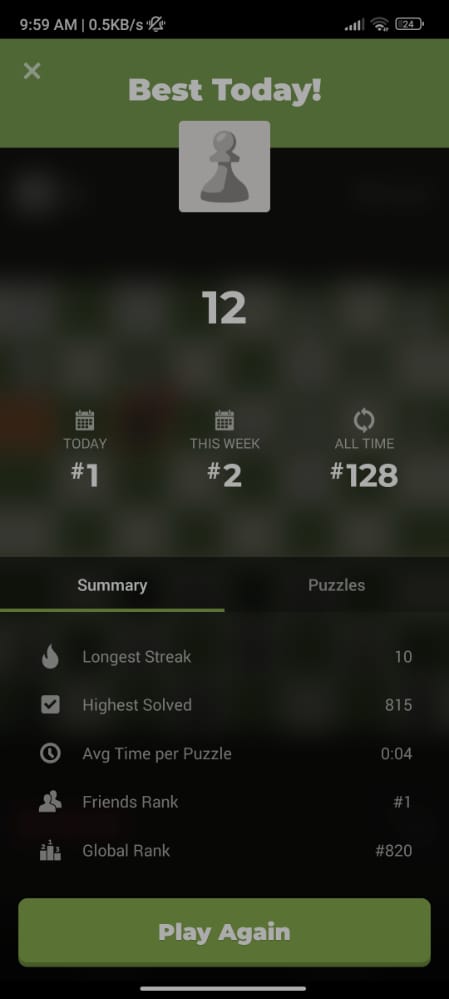 9:59 AM | 0.5KB/s
24
Best Today!
12
TODAY THIS WEEK ALL TIME
#1 #2 #128
Summary Puzzles
Longest Streak 10
Highest Solved 815
Avg Time per Puzzle 0:04
Friends Rank #1
Global Rank #820
Play Again